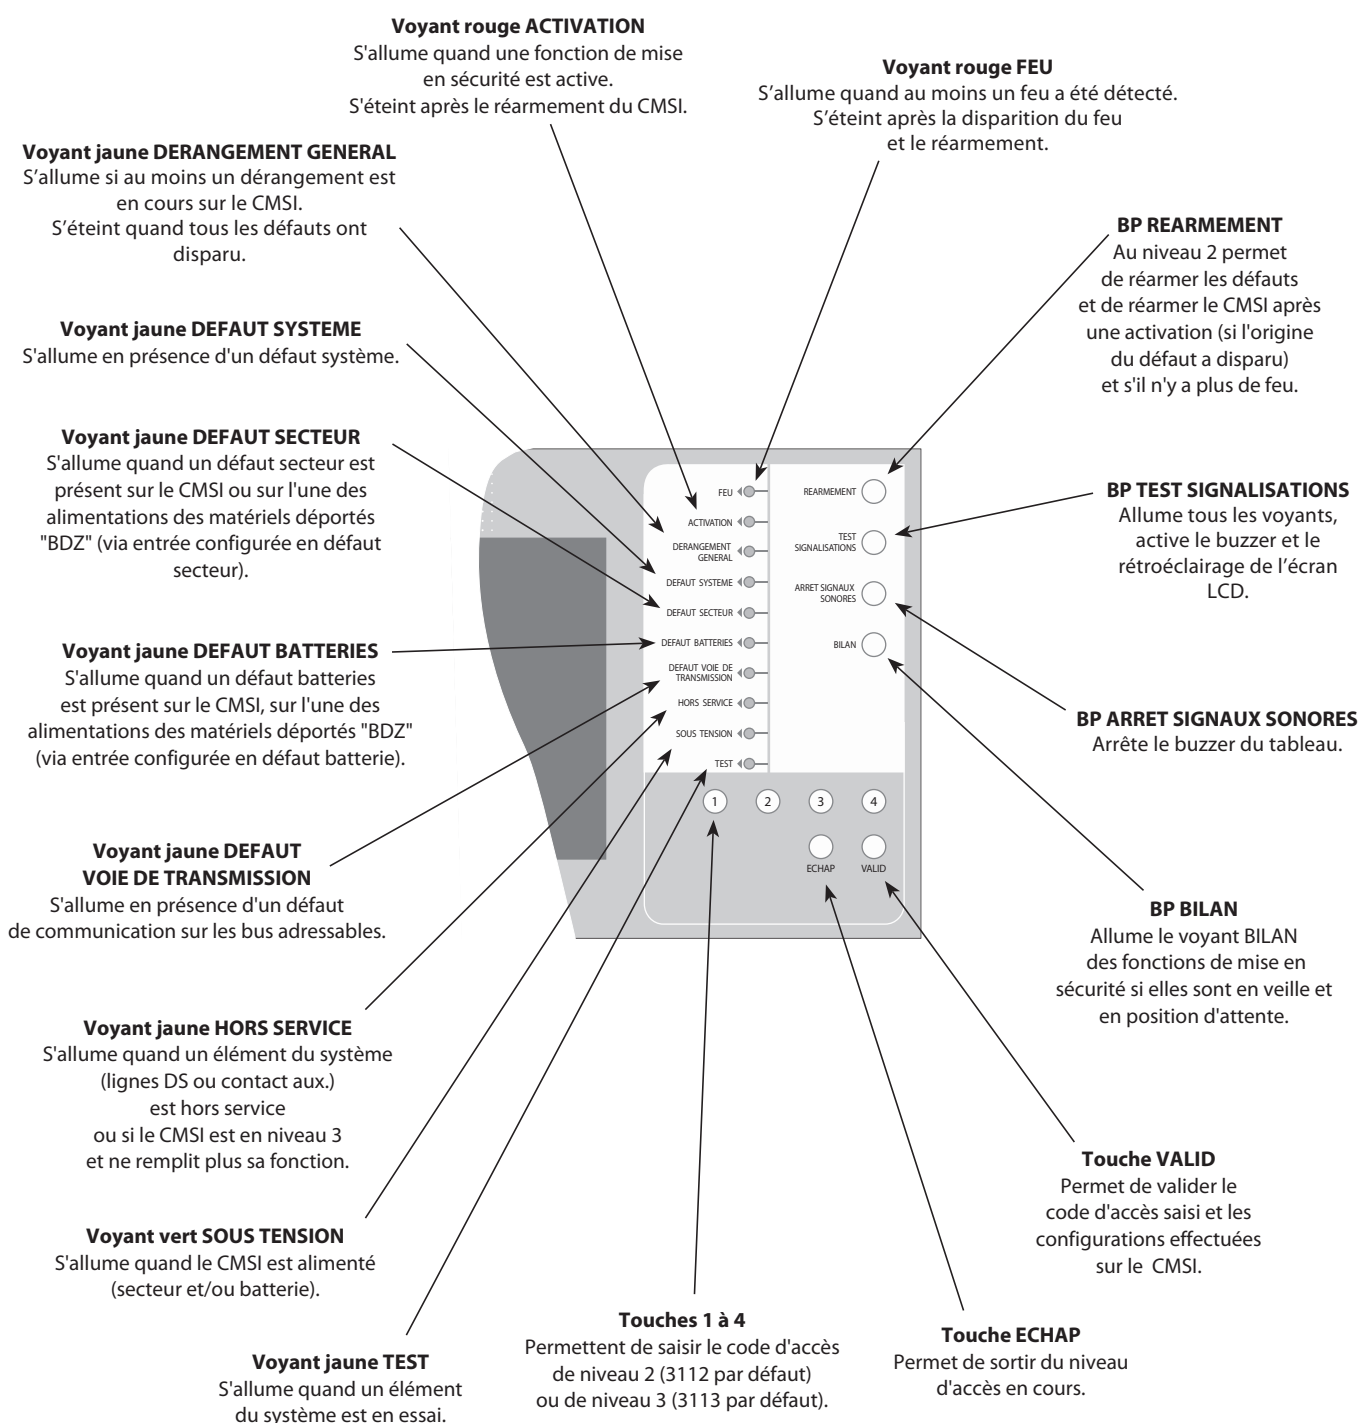 Voyant rouge ACTIVATION
S'allume quand une fonction de mise
en sécurité est active.
S'éteint après le réarmement du CMSI.
Voyant rouge FEU
S’allume quand au moins un feu a été détecté.
S’éteint après la disparition du feu
et le réarmement.
Voyant jaune DERANGEMENT GENERAL
S’allume si au moins un dérangement est
en cours sur le CMSI.
S’éteint quand tous les défauts ont
disparu.
BP REARMEMENT
Au niveau 2 permet
de réarmer les défauts
et de réarmer le CMSI après
une activation (si l'origine
du défaut a disparu)
et s'il n'y a plus de feu.
Voyant jaune DEFAUT SYSTEME
S'allume en présence d'un défaut système.
Voyant jaune DEFAUT SECTEUR
S'allume quand un défaut secteur est
présent sur le CMSI ou sur l'une des
alimentations des matériels déportés
"BDZ" (via entrée configurée en défaut
secteur).
BP TEST SIGNALISATIONS
Allume tous les voyants,
active le buzzer et le
rétroéclairage de l’écran
LCD.
Voyant jaune DEFAUT BATTERIES
S'allume quand un défaut batteries
est présent sur le CMSI, sur l'une des
alimentations des matériels déportés "BDZ"
(via entrée configurée en défaut batterie).
FEU
ACTIVATION
DERANGEMENT
GENERAL
DEFAUT SYSTEME
DEFAUT SECTEUR
DEFAUT BATTERIES
DEFAUT VOIE DE
TRANSMISSION
HORS SERVICE
SOUS TENSION
TEST
REARMEMENT
TEST
SIGNALISATIONS
ARRET SIGNAUX
SONORES
BILAN
1 2 3 4
ECHAP VALID
BP ARRET SIGNAUX SONORES
Arrête le buzzer du tableau.
Voyant jaune DEFAUT
VOIE DE TRANSMISSION
S'allume en présence d'un défaut
de communication sur les bus adressables.
BP BILAN
Allume le voyant BILAN
des fonctions de mise en
sécurité si elles sont en veille et
en position d'attente.
Voyant jaune HORS SERVICE
S'allume quand un élément du système
(lignes DS ou contact aux.)
est hors service
ou si le CMSI est en niveau 3
et ne remplit plus sa fonction.
Touche VALID
Permet de valider le
code d'accès saisi et les
configurations effectuées
sur le CMSI.
Voyant vert SOUS TENSION
S'allume quand le CMSI est alimenté
(secteur et/ou batterie).
Touches 1 à 4
Permettent de saisir le code d'accès
de niveau 2 (3112 par défaut)
ou de niveau 3 (3113 par défaut).
Touche ECHAP
Permet de sortir du niveau
d'accès en cours.
Voyant jaune TEST
S'allume quand un élément
du système est en essai.